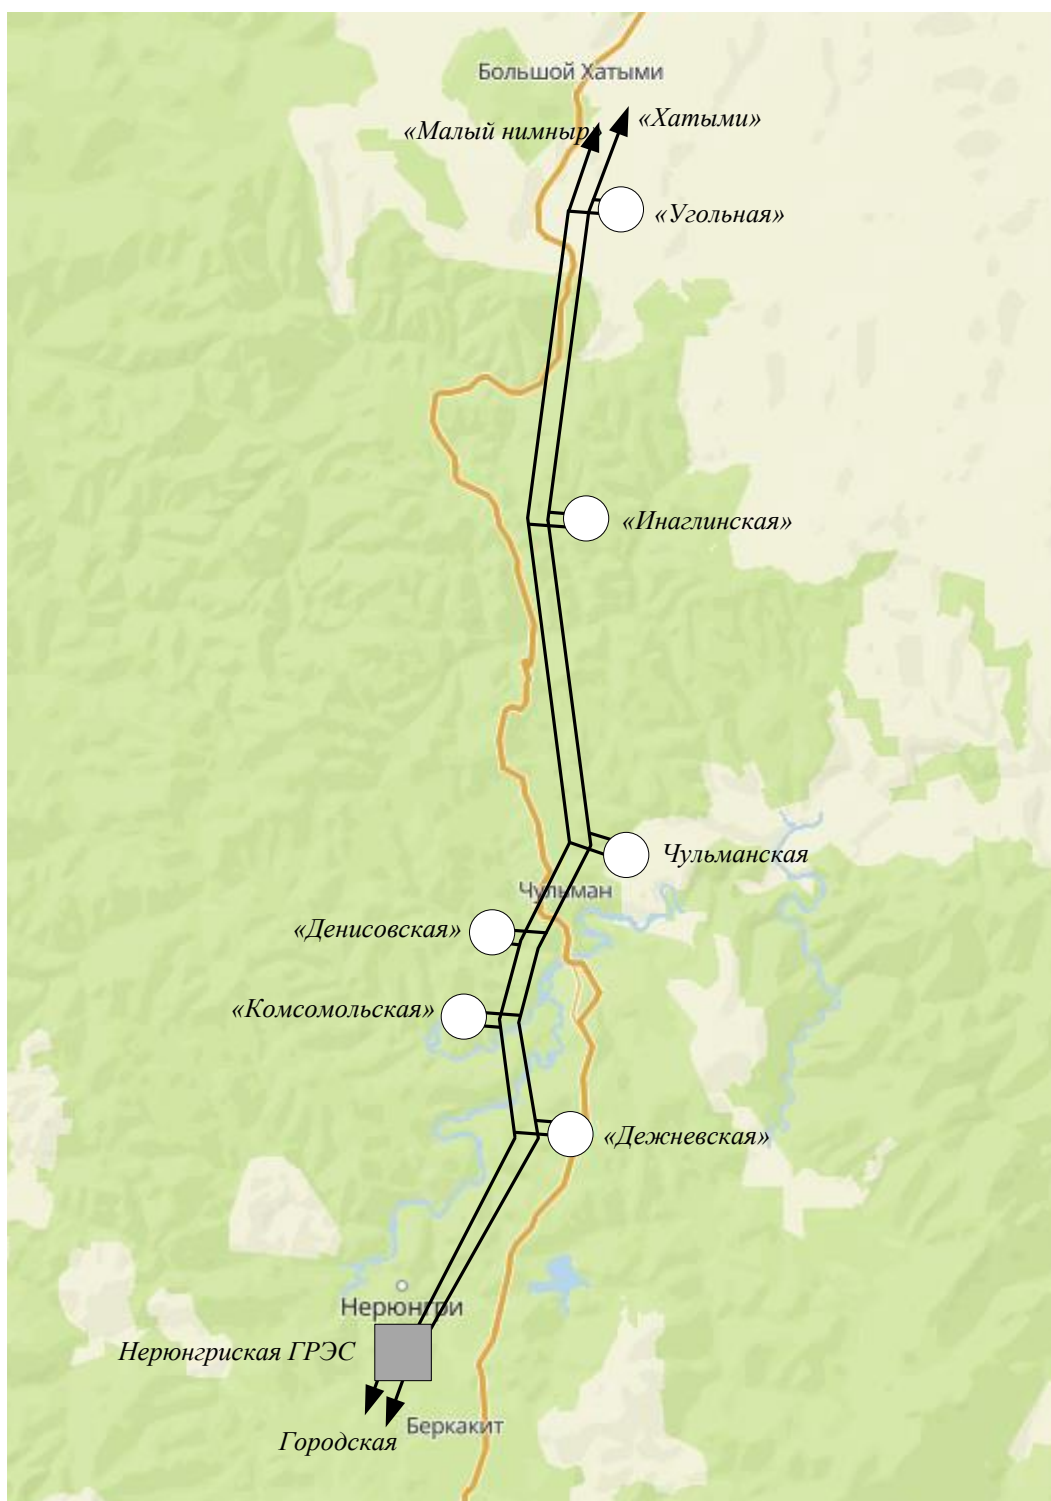 Большой Хатыми
«Хатыми»
«Малый нимныр»
«Угольная»
«Инаглинская»
Чульманская
Чульман
«Денисовская»
«Комсомольская»
«Дежневская»
Нерюнгри
Нерюнгриская ГРЭС
Беркакит
Городская